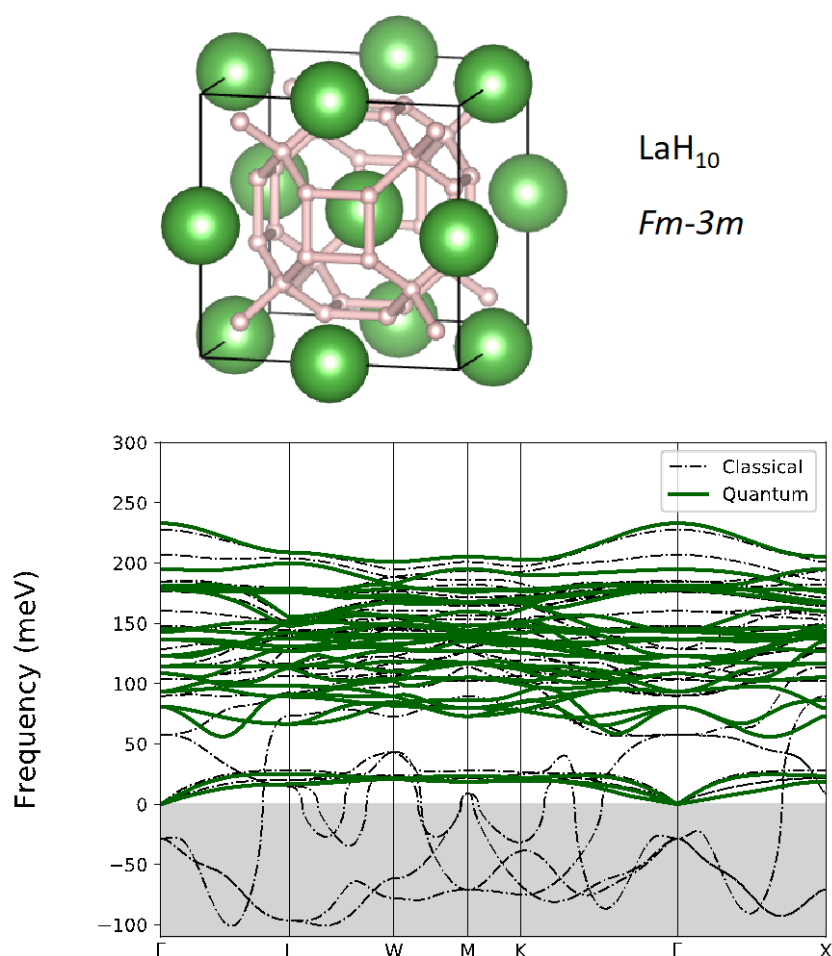 LaH₁₀
Fm-3m
Frequency (meV)
300
250
200
150
100
50
0
−50
−100
Classical
Quantum
Γ L W M K Γ X